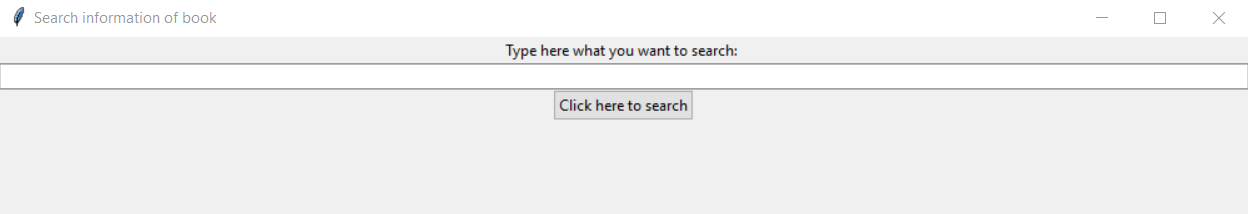 Search information of book
Type here what you want to search:
Click here to search